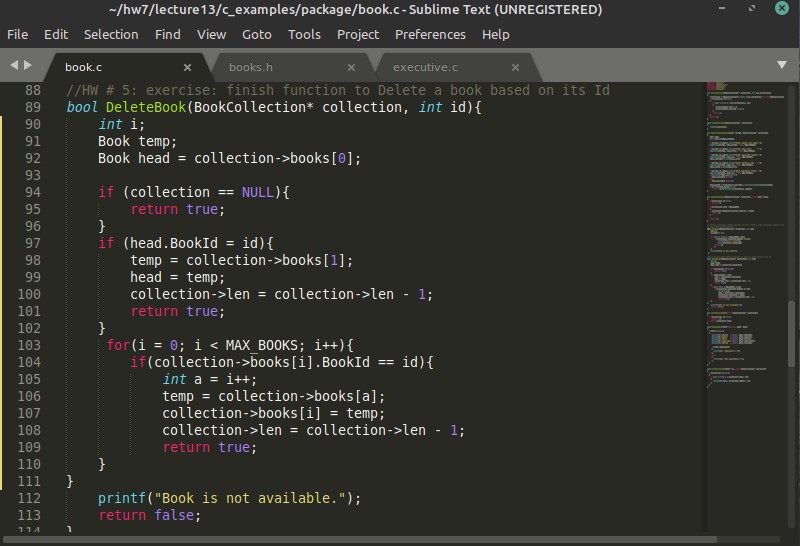 ~/hw7/lecture13/c_examples/package/book.c - Sublime Text (UNREGISTERED)
File Edit Selection Find View Goto Tools Project Preferences Help
book.c × books.h × executive.c ×
88 //HW # 5: exercise: finish function to Delete a book based on its Id
89 bool DeleteBook(BookCollection* collection, int id){
90     int i;
91     Book temp;
92     Book head = collection->books[0];
93
94     if (collection == NULL){
95         return true;
96     }
97     if (head.BookId = id){
98         temp = collection->books[1];
99         head = temp;
100         collection->len = collection->len - 1;
101         return true;
102     }
103      for(i = 0; i < MAX_BOOKS; i++){
104         if(collection->books[i].BookId == id){
105             int a = i++;
106             temp = collection->books[a];
107             collection->books[i] = temp;
108             collection->len = collection->len - 1;
109             return true;
110     }
111 }
112     printf("Book is not available.");
113     return false;
114 }